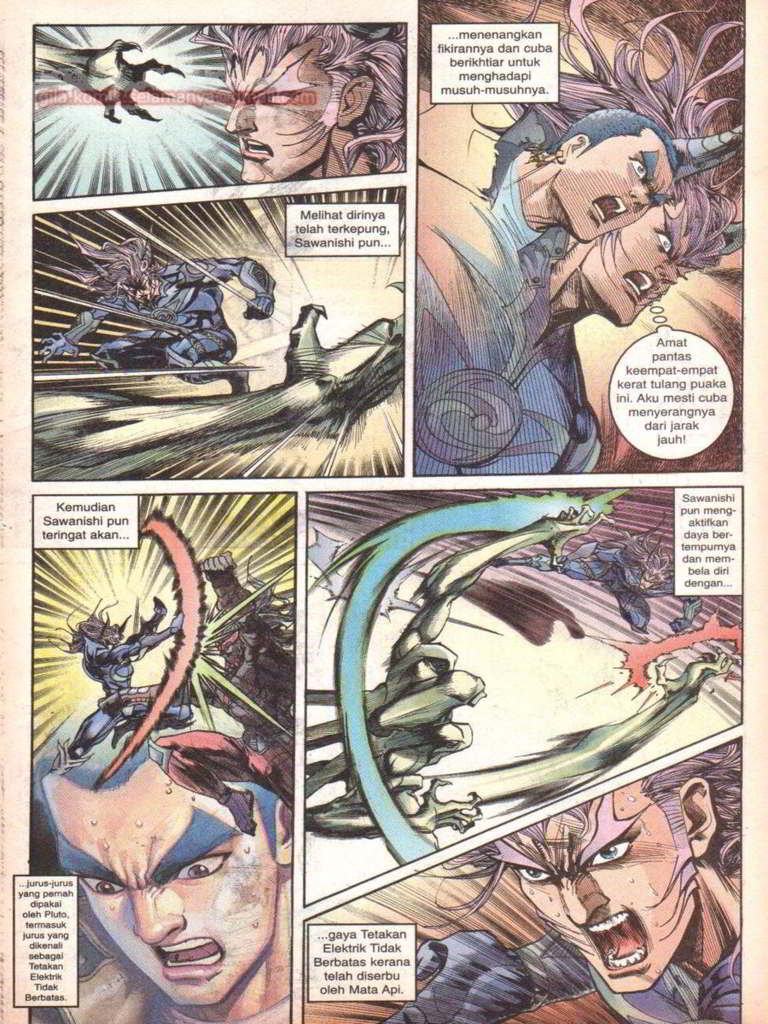 Melihat dirinya
telah terkepung,
Sawanishi pun...
...menenangkan
fikirannya dan cuba
berikhtiar untuk
menghadapi
musuh-musuhnya.
Amat
pantas
keempat-empat
kerat tulang puaka
ini. Aku mesti cuba
menyerangnya
dari jarak
jauh!
Kemudian
Sawanishi pun
teringat akan...
...jurus-jurus
yang pernah
dipakai
oleh Pluto,
termasuk
jurus yang
dikenali
sebagai
Tetakan
Elektrik
Tidak
Berbatas.
Sawanishi
pun meng-
aktifkan
daya ber-
tempurnya
dan mem-
bela diri
dengan...
...gaya Tetakan
Elektrik Tidak
Berbatas kerana
telah diserbu
oleh Mata Api.